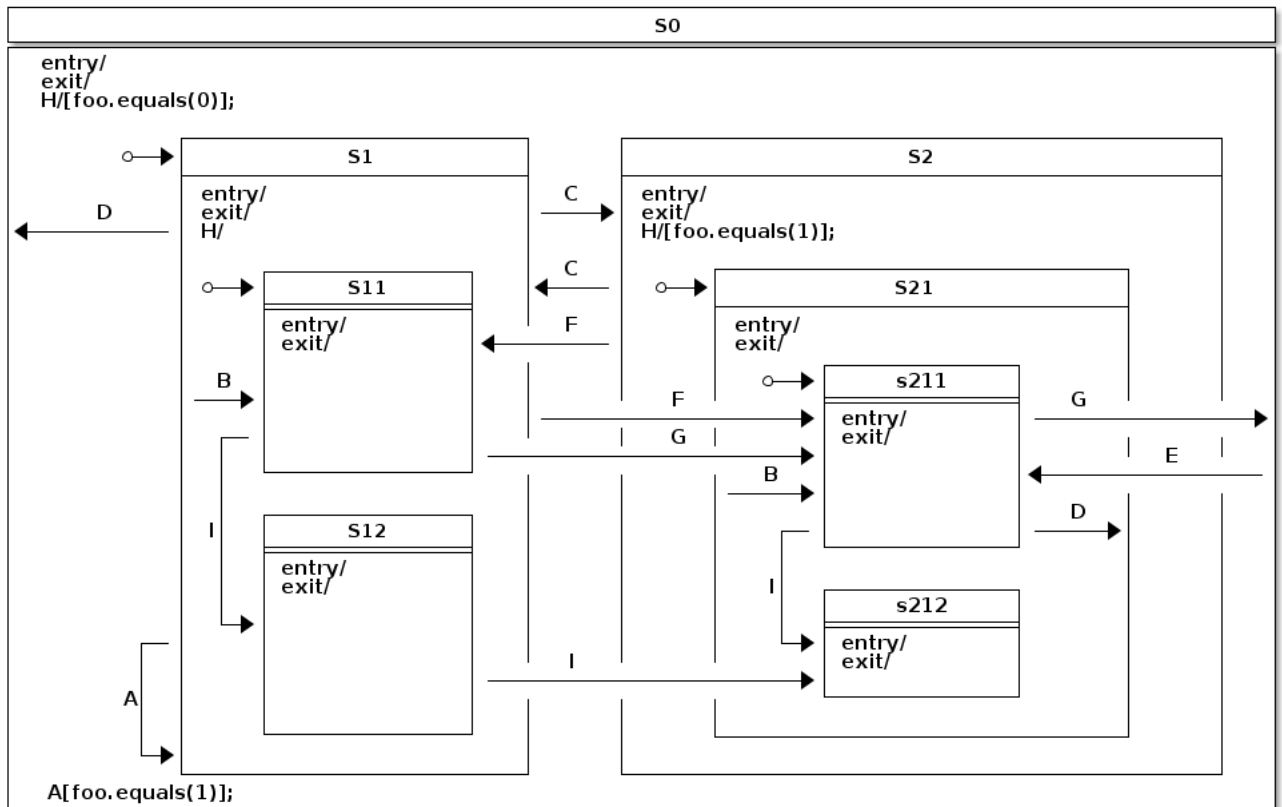 S0
entry/
exit/
H/[foo.equals(0)];
S1
S2
entry/
exit/
H/
C
entry/
exit/
H/[foo.equals(1)];
D
C
S11
S21
entry/
exit/
F
entry/
exit/
B
s211
F
entry/
exit/
G
G
E
B
D
I
S12
entry/
exit/
I
s212
entry/
exit/
I
A
A[foo.equals(1)];